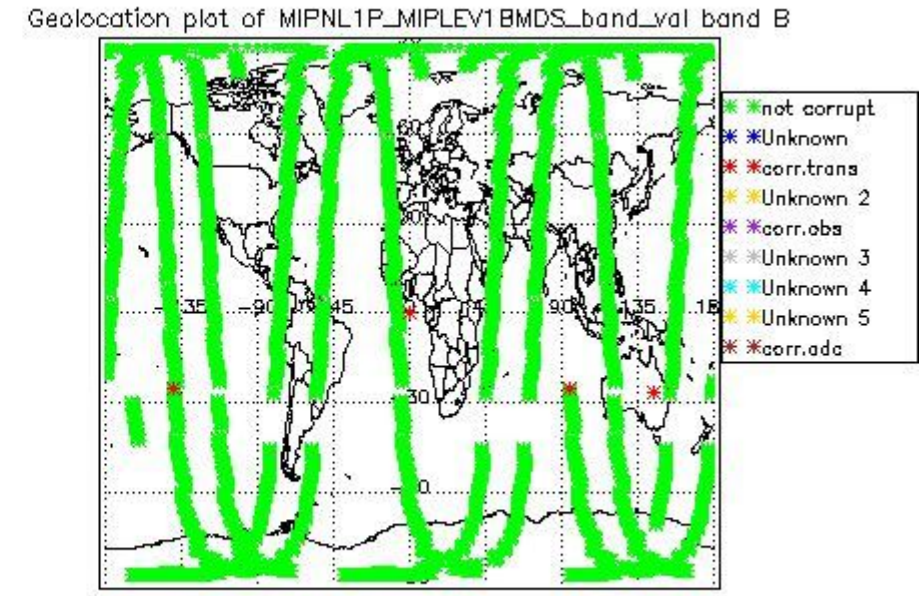 Geolocation plot of MIPNL1P_MIPLEV1BMDS_band_val band B
not corrupt
Unknown
corr.trans
Unknown 2
corr.obs
Unknown 3
Unknown 4
Unknown 5
corr.adc
60
-90
45
90
135
-30